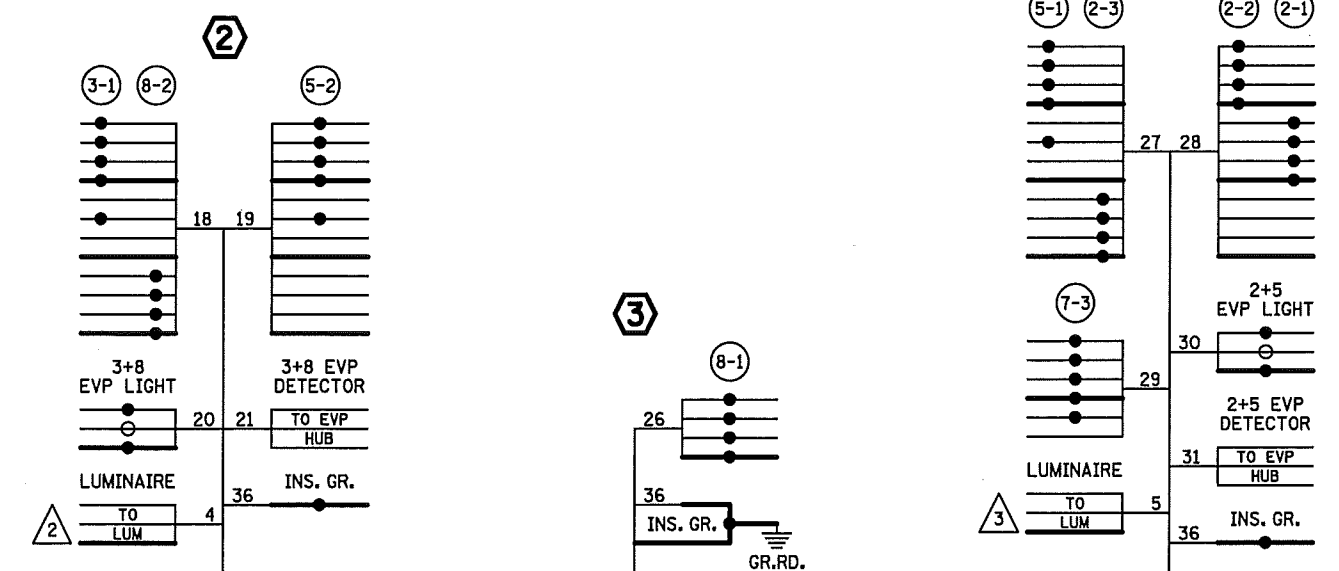 2
3-1 8-2 5-2
18 19
3+8
EVP LIGHT
3+8 EVP
DETECTOR
20 21
TO EVP
HUB
LUMINAIRE
INS. GR.
36
2
TO
LUM
4
3
8-1
26
36
INS. GR.
GR.RD.
5-1 2-3 2-2 2-1
27 28
7-3
2+5
EVP LIGHT
30
29
2+5 EVP
DETECTOR
31
TO EVP
HUB
LUMINAIRE
3
TO
LUM
5
INS. GR.
36